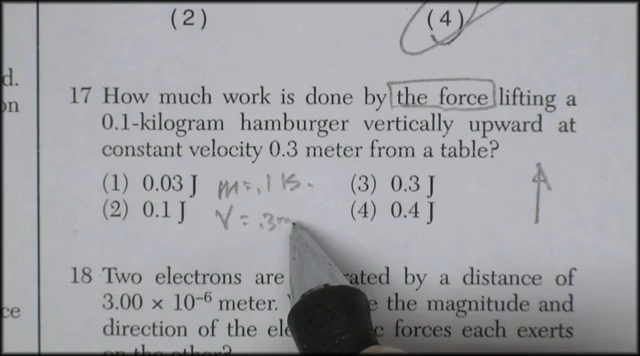 (2) (4)
d.
on
17 How much work is done by the force lifting a
0.1-kilogram hamburger vertically upward at
constant velocity 0.3 meter from a table?
(1) 0.03 J m=.1 (3) 0.3 J
(2) 0.1 J V=.3m (4) 0.4 J
18 Two electrons are by a distance of
3.00 × 10⁻⁶ meter. the magnitude and
ce
direction of the forces each exerts
on the other?